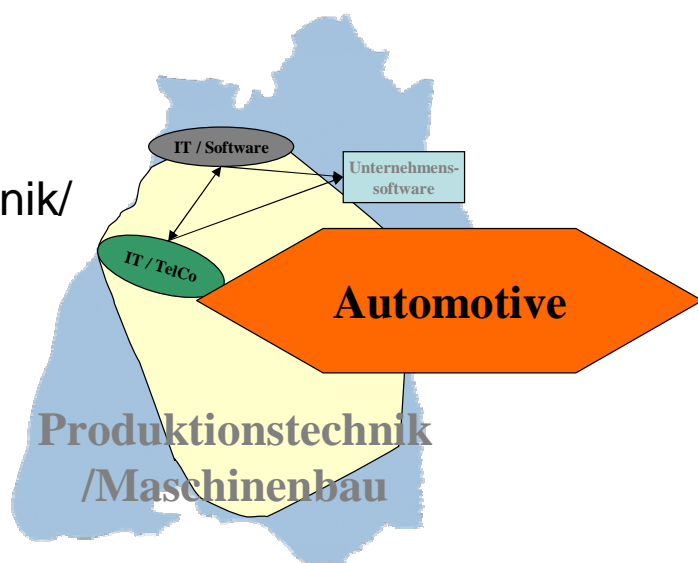 IT / Software
Unternehmens-
software
nik/
IT / TelCo
Automotive
Produktionstechnik
/Maschinenbau